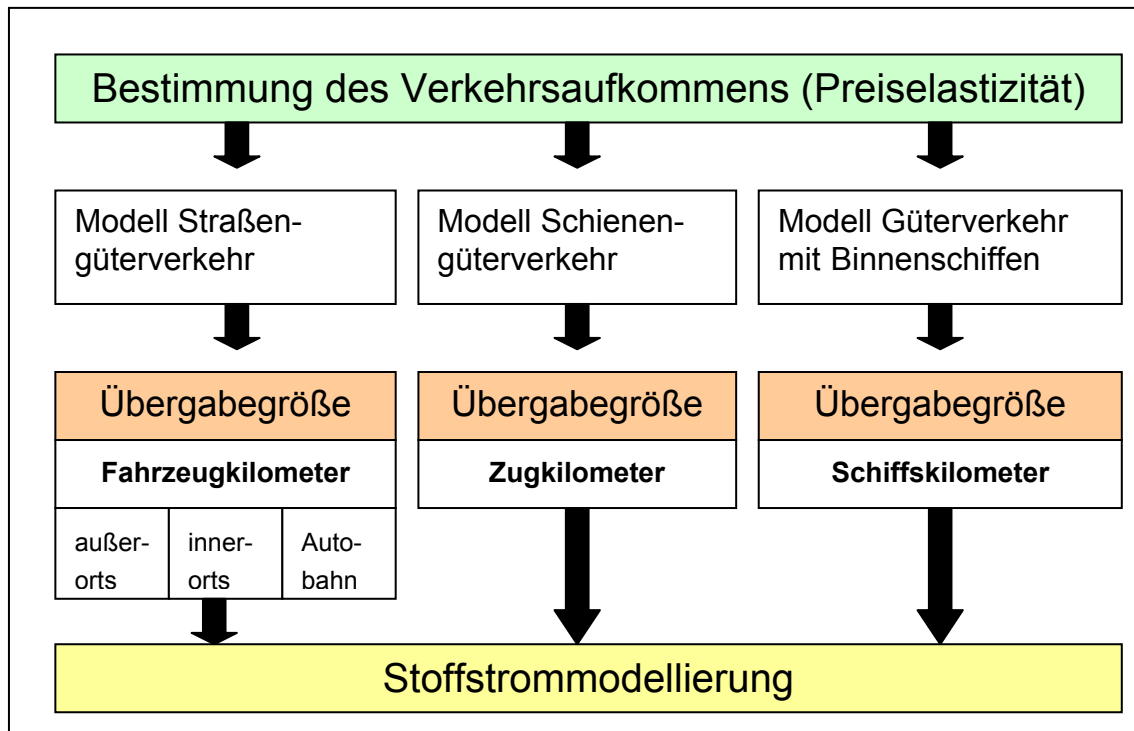 Bestimmung des Verkehrsaufkommens (Preiselastizität)
Modell Straßen-
güterverkehr
Modell Schienen-
güterverkehr
Modell Güterverkehr
mit Binnenschiffen
Übergabegröße
Fahrzeugkilometer
außer-
orts
inner-
orts
Auto-
bahn
Übergabegröße
Zugkilometer
Übergabegröße
Schiffskilometer
Stoffstrommodellierung